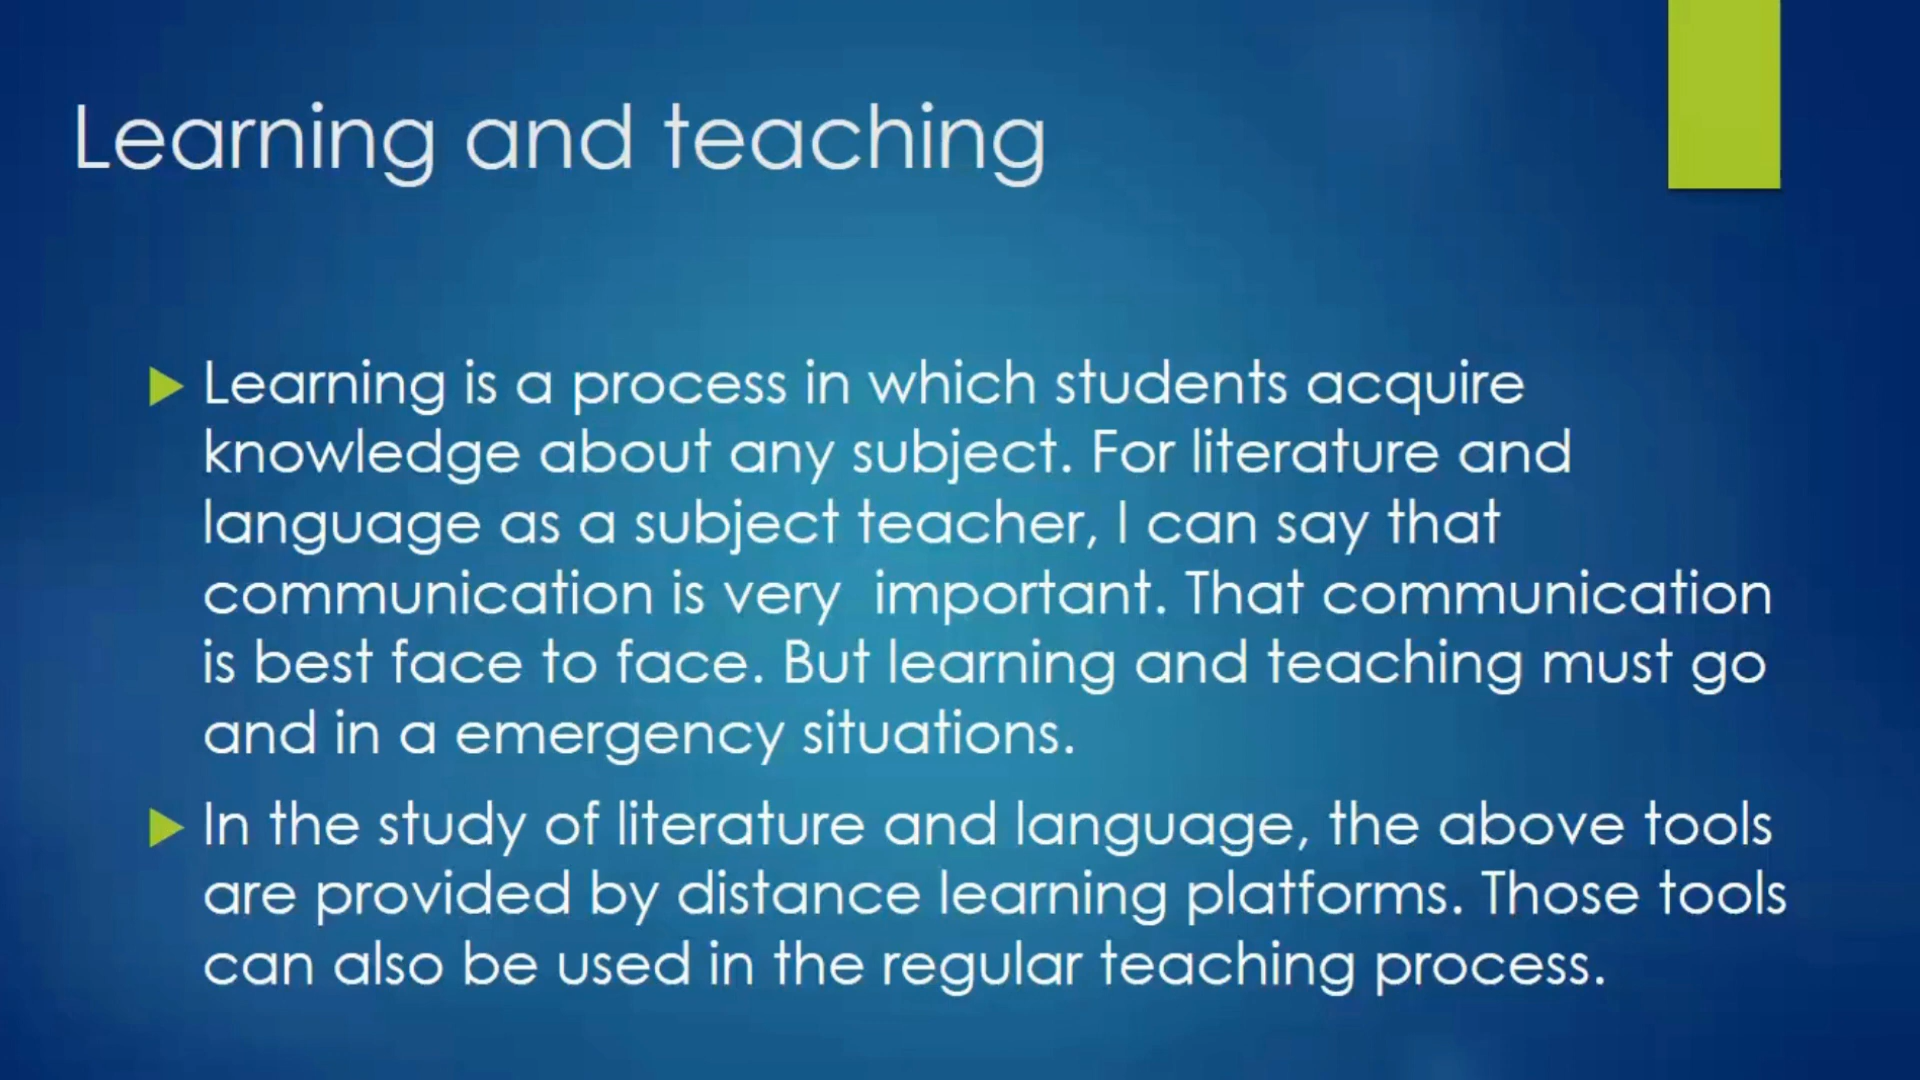 Learning and teaching
Learning is a process in which students acquire
knowledge about any subject. For literature and
language as a subject teacher, I can say that
communication is very  important. That communication
is best face to face. But learning and teaching must go
and in a emergency situations.
In the study of literature and language, the above tools
are provided by distance learning platforms. Those tools
can also be used in the regular teaching process.